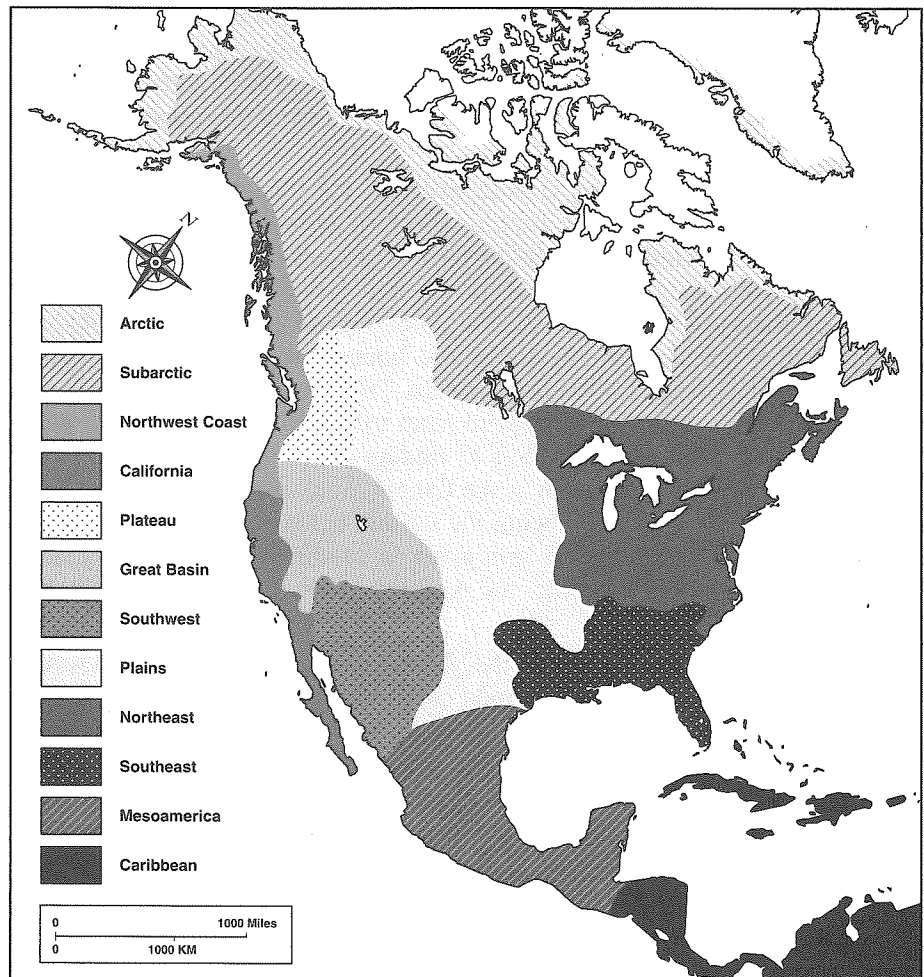 N
Arctic
Subarctic
Northwest Coast
California
Plateau
Great Basin
Southwest
Plains
Northeast
Southeast
Mesoamerica
Caribbean
0 1000 Miles
0 1000 KM